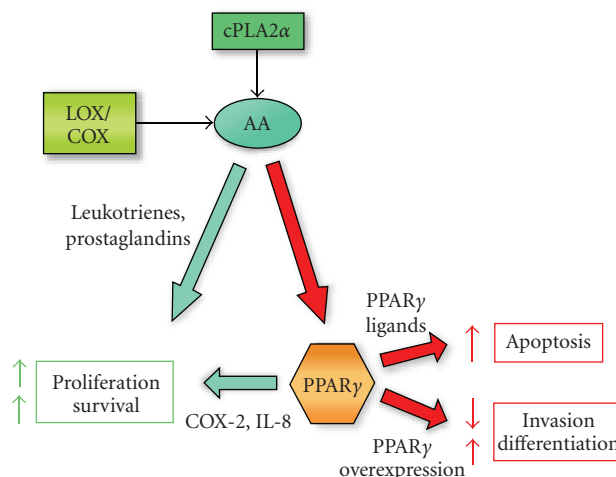 cPLA2α
LOX/
COX
AA
Leukotrienes,
prostaglandins
PPARγ
ligands
Apoptosis
Proliferation
survival
PPARγ
COX-2, IL-8
Invasion
differentiation
PPARγ
overexpression